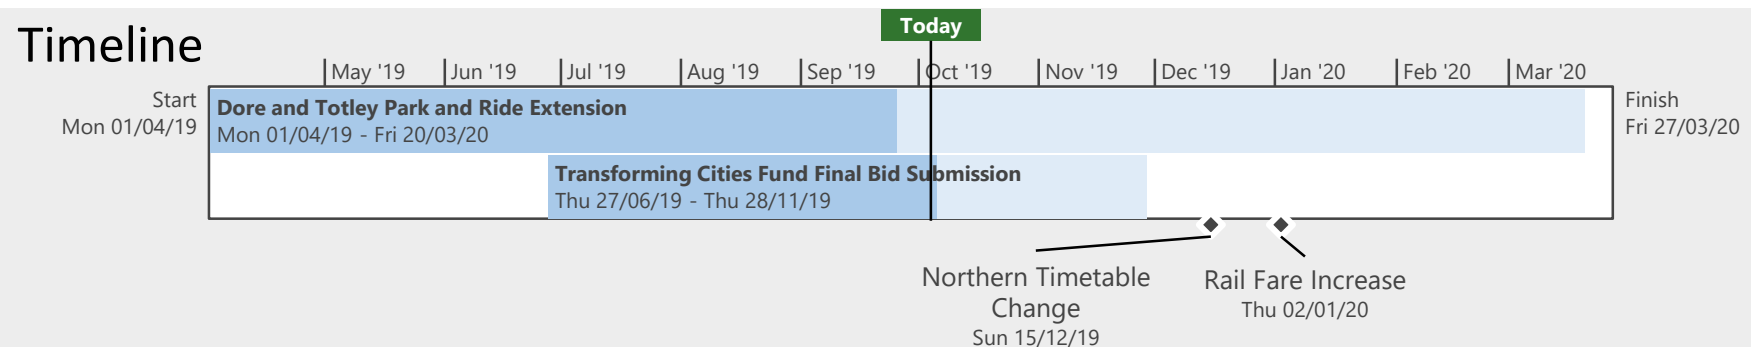 Timeline
Today
May '19 Jun '19 Jul '19 Aug '19 Sep '19 Oct '19 Nov '19 Dec '19 Jan '20 Feb '20 Mar '20
Start
Mon 01/04/19
Dore and Totley Park and Ride Extension
Mon 01/04/19 - Fri 20/03/20
Finish
Fri 27/03/20
Transforming Cities Fund Final Bid Submission
Thu 27/06/19 - Thu 28/11/19
Northern Timetable
Change
Sun 15/12/19
Rail Fare Increase
Thu 02/01/20